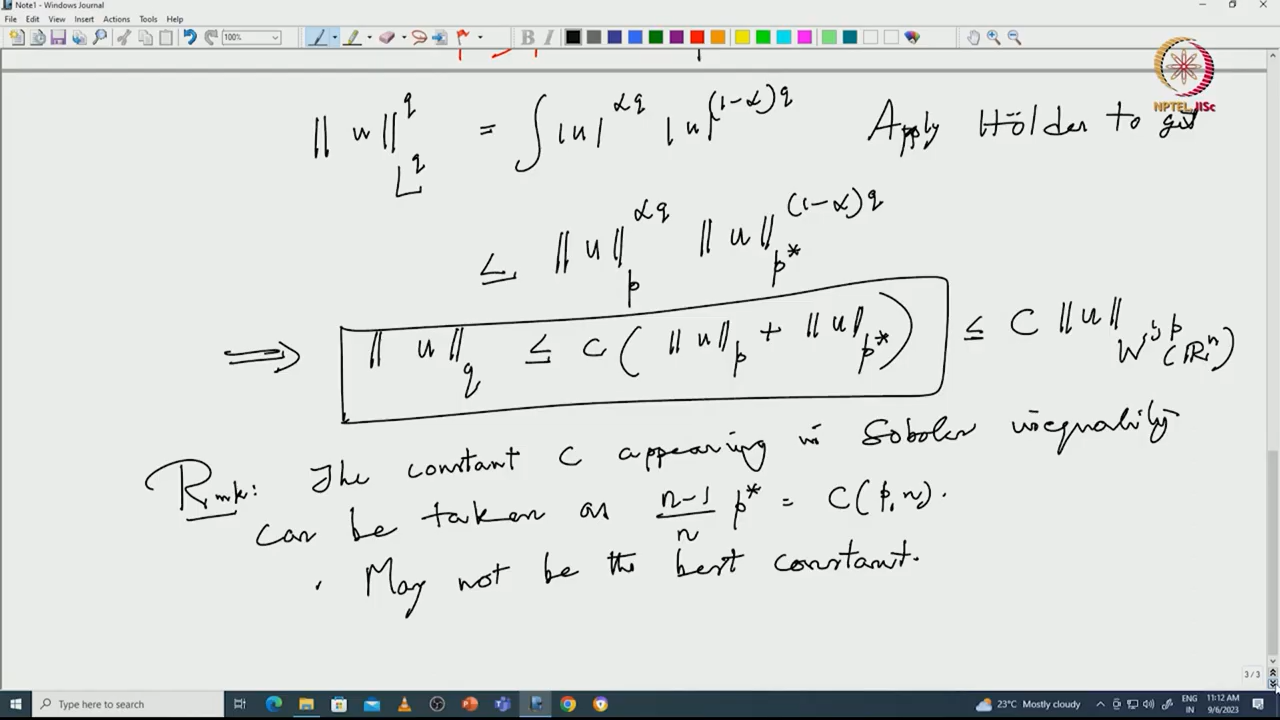 Note1 - Windows Journal
File Edit View Insert Actions Tools Help
100%
B I
NPTEL IISc
‖u‖_{L^q}^q = ∫ |u|^{αq} |u|^{(1-α)q} Apply Hölder to get
≤ ‖u‖_p^{αq} ‖u‖_{p*}^{(1-α)q}
⟹ ‖u‖_q ≤ C(‖u‖_p + ‖u‖_{p*}) ≤ C ‖u‖_{W^{1,p}(ℝ^n)}
Rmk: The constant C appearing in Sobolev inequality
can be taken as \frac{n-1}{n} p* = C(p,n).
. May not be the best constant.
3 / 3
Type here to search
23°C Mostly cloudy
ENG
IN
11:12 AM
9/6/2023